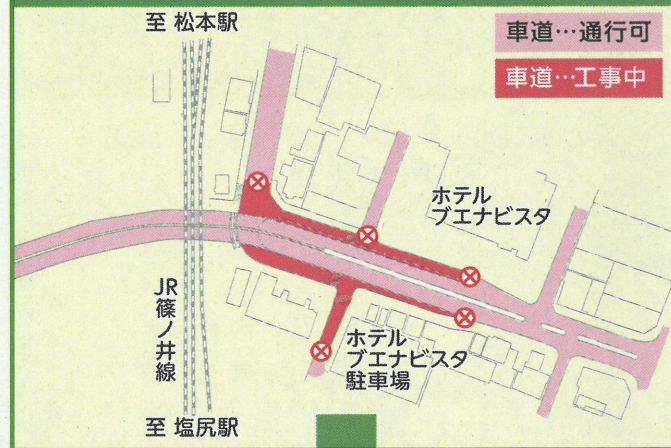 至 松本駅
車道…通行可
車道…工事中
ホテル
ブエナビスタ
JR篠ノ井線
ホテル
ブエナビスタ
駐車場
至 塩尻駅